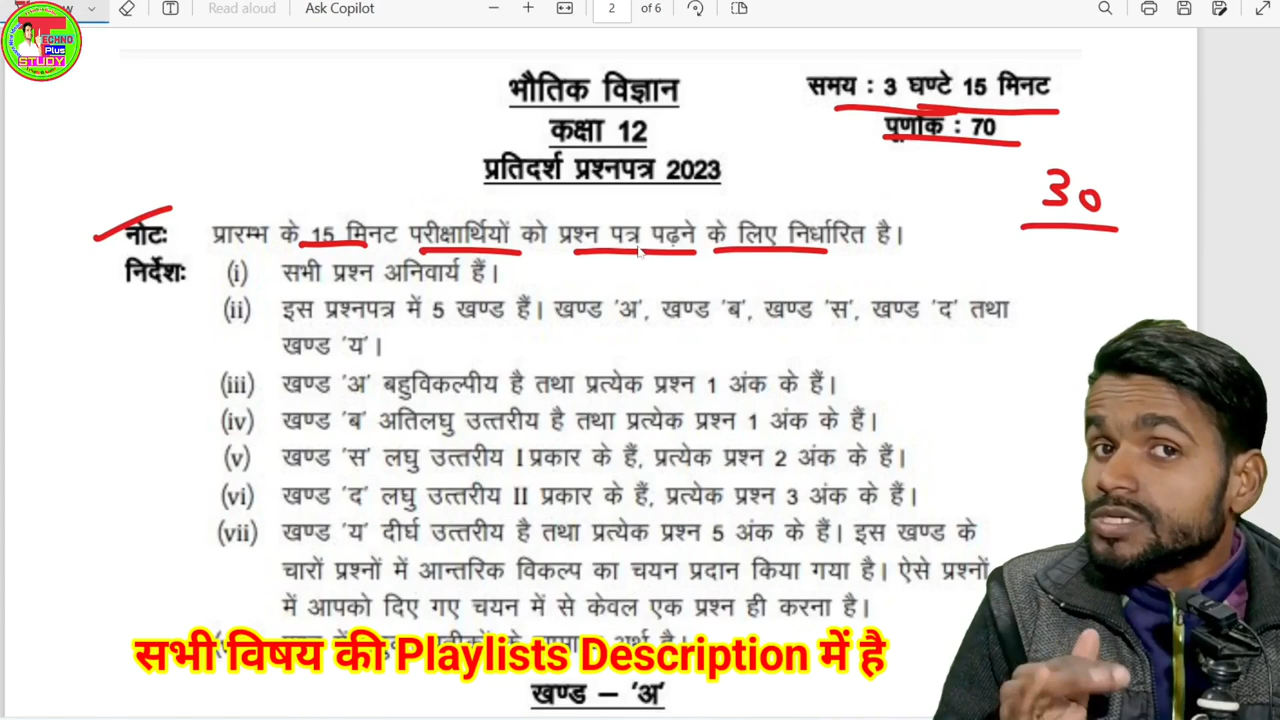 Read aloud
Ask Copilot
2 of 6
TECHNO
Plus
STUDY
भौतिक विज्ञान
समय : 3 घण्टे 15 मिनट
कक्षा 12
पूर्णांक : 70
प्रतिदर्श प्रश्नपत्र 2023
30
नोटः प्रारम्भ के 15 मिनट परीक्षार्थियों को प्रश्न पत्र पढ़ने के लिए निर्धारित है।
निर्देशः (i) सभी प्रश्न अनिवार्य हैं।
(ii) इस प्रश्नपत्र में 5 खण्ड हैं। खण्ड 'अ', खण्ड 'ब', खण्ड 'स', खण्ड 'द' तथा
खण्ड 'य'।
(iii) खण्ड 'अ' बहुविकल्पीय है तथा प्रत्येक प्रश्न 1 अंक के हैं।
(iv) खण्ड 'ब' अतिलघु उत्तरीय है तथा प्रत्येक प्रश्न 1 अंक के हैं।
(v) खण्ड 'स' लघु उत्तरीय I प्रकार के हैं, प्रत्येक प्रश्न 2 अंक के हैं।
(vi) खण्ड 'द' लघु उत्तरीय II प्रकार के हैं, प्रत्येक प्रश्न 3 अंक के हैं।
(vii) खण्ड 'य' दीर्घ उत्तरीय है तथा प्रत्येक प्रश्न 5 अंक के हैं। इस खण्ड के
चारों प्रश्नों में आन्तरिक विकल्प का चयन प्रदान किया गया है। ऐसे प्रश्नों
में आपको दिए गए चयन में से केवल एक प्रश्न ही करना है।
सभी विषय की Playlists Description में है
खण्ड – 'अ'